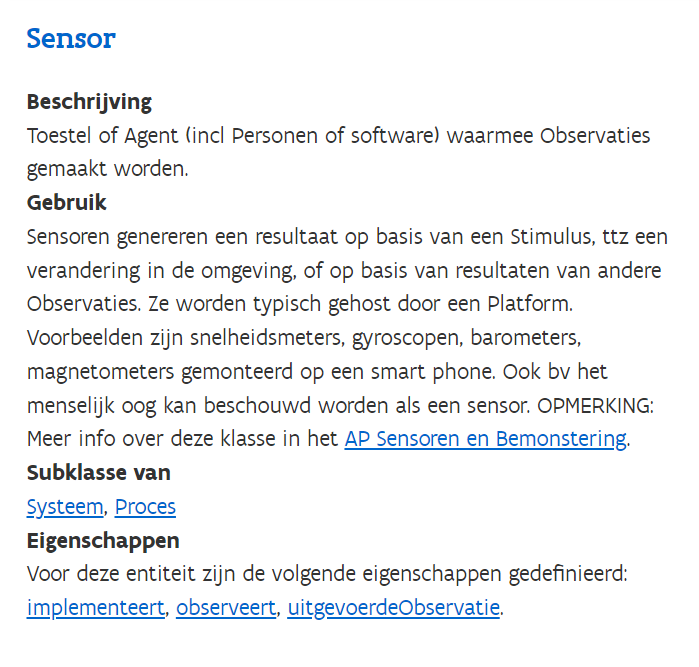 Sensor
Beschrijving
Toestel of Agent (incl Personen of software) waarmee Observaties
gemaakt worden.
Gebruik
Sensoren genereren een resultaat op basis van een Stimulus, ttz een
verandering in de omgeving, of op basis van resultaten van andere
Observaties. Ze worden typisch gehost door een Platform.
Voorbeelden zijn snelheidsmeters, gyroscopen, barometers,
magnetometers gemonteerd op een smart phone. Ook bv het
menselijk oog kan beschouwd worden als een sensor. OPMERKING:
Meer info over deze klasse in het AP Sensoren en Bemonstering.
Subklasse van
Systeem, Proces
Eigenschappen
Voor deze entiteit zijn de volgende eigenschappen gedefinieerd:
implementeert, observeert, uitgevoerdeObservatie.